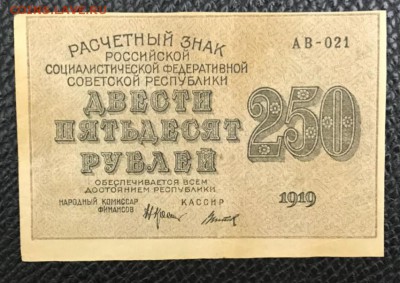 РАСЧЕТНЫЙ ЗНАК
РОССИЙСКОЙ
СОЦИАЛИСТИЧЕСКОЙ ФЕДЕРАТИВНОЙ
СОВЕТСКОЙ РЕСПУБЛИКИ
АВ-021
ДВЕСТИ
ПЯТЬДЕСЯТ
РУБЛЕЙ
250
ОБЕСПЕЧИВАЕТСЯ ВСЕМ
ДОСТОЯНИЕМ РЕСПУБЛИКИ
1919
НАРОДНЫЙ КОМИССАР
ФИНАНСОВ
КАССИР